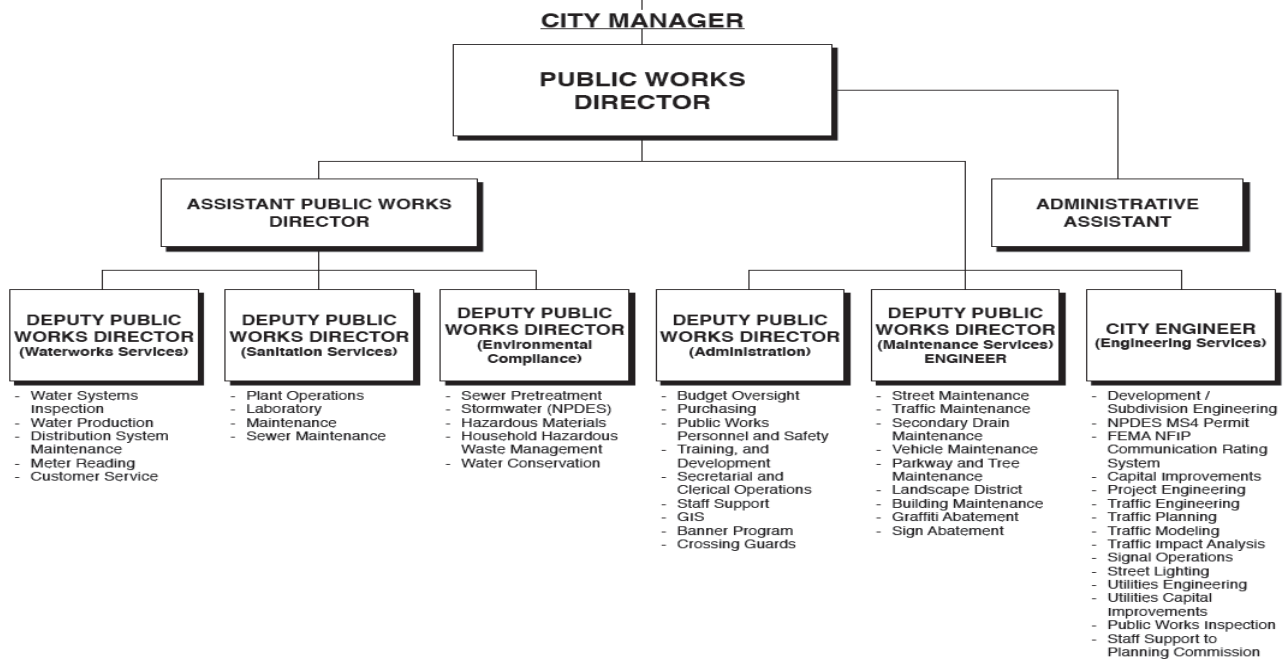 CITY MANAGER
PUBLIC WORKS
DIRECTOR
ASSISTANT PUBLIC WORKS
DIRECTOR
ADMINISTRATIVE
ASSISTANT
DEPUTY PUBLIC
WORKS DIRECTOR
(Waterworks Services)
- Water Systems
Inspection
- Water Production
- Distribution System
Maintenance
- Meter Reading
- Customer Service
DEPUTY PUBLIC
WORKS DIRECTOR
(Sanitation Services)
- Plant Operations
- Laboratory
- Maintenance
- Sewer Maintenance
DEPUTY PUBLIC
WORKS DIRECTOR
(Environmental
Compliance)
- Sewer Pretreatment
- Stormwater (NPDES)
- Hazardous Materials
- Household Hazardous
Waste Management
- Water Conservation
DEPUTY PUBLIC
WORKS DIRECTOR
(Administration)
- Budget Oversight
- Purchasing
- Public Works
Personnel and Safety
- Training, and
Development
- Secretarial and
Clerical Operations
- Staff Support
- GIS
- Banner Program
- Crossing Guards
DEPUTY PUBLIC
WORKS DIRECTOR
(Maintenance Services)
ENGINEER
- Street Maintenance
- Traffic Maintenance
- Secondary Drain
Maintenance
- Vehicle Maintenance
- Parkway and Tree
Maintenance
- Landscape District
- Building Maintenance
- Graffiti Abatement
- Sign Abatement
CITY ENGINEER
(Engineering Services)
- Development /
Subdivision Engineering
- NPDES MS4 Permit
- FEMA NFIP
Communication Rating
System
- Capital Improvements
- Project Engineering
- Traffic Engineering
- Traffic Planning
- Traffic Modeling
- Traffic Impact Analysis
- Signal Operations
- Street Lighting
- Utilities Engineering
- Utilities Capital
Improvements
- Public Works Inspection
- Staff Support to
Planning Commission